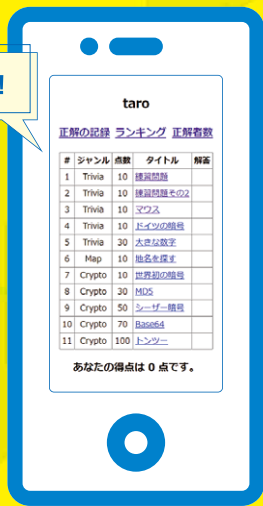 !
taro
正解の記録 ランキング 正解者数
# ジャンル 点数 タイトル 解答
1 Trivia 10 練習問題
2 Trivia 10 練習問題その2
3 Trivia 10 マウス
4 Trivia 10 ドイツの暗号
5 Trivia 30 大きな数字
6 Map 10 地名を探す
7 Crypto 10 世界初の暗号
8 Crypto 30 MD5
9 Crypto 50 シーザー暗号
10 Crypto 70 Base64
11 Crypto 100 トンツー
あなたの得点は 0 点です。